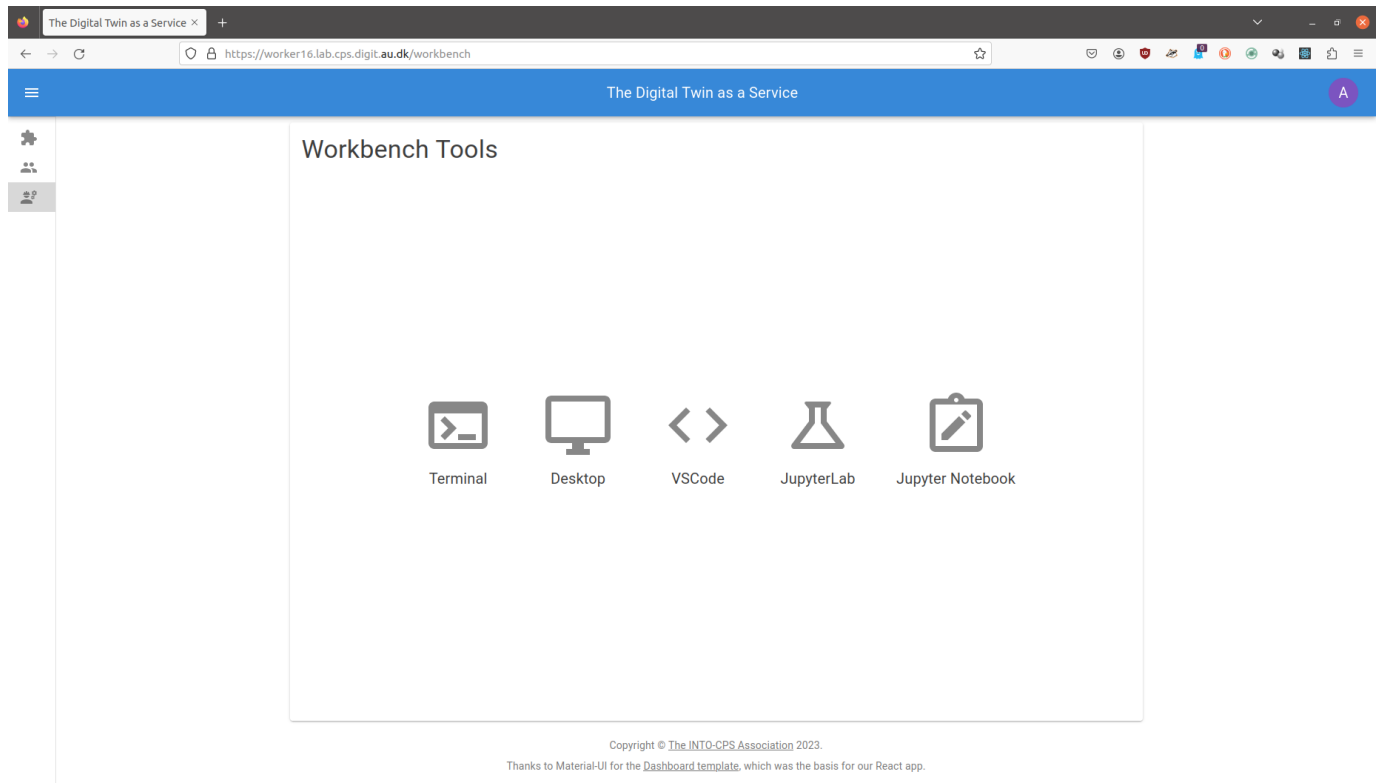 The Digital Twin as a Service
https://worker16.lab.cps.digit.au.dk/workbench
0
The Digital Twin as a Service
A
Workbench Tools
Terminal Desktop VSCode JupyterLab Jupyter Notebook
Copyright © The INTO-CPS Association 2023.
Thanks to Material-UI for the Dashboard template, which was the basis for our React app.